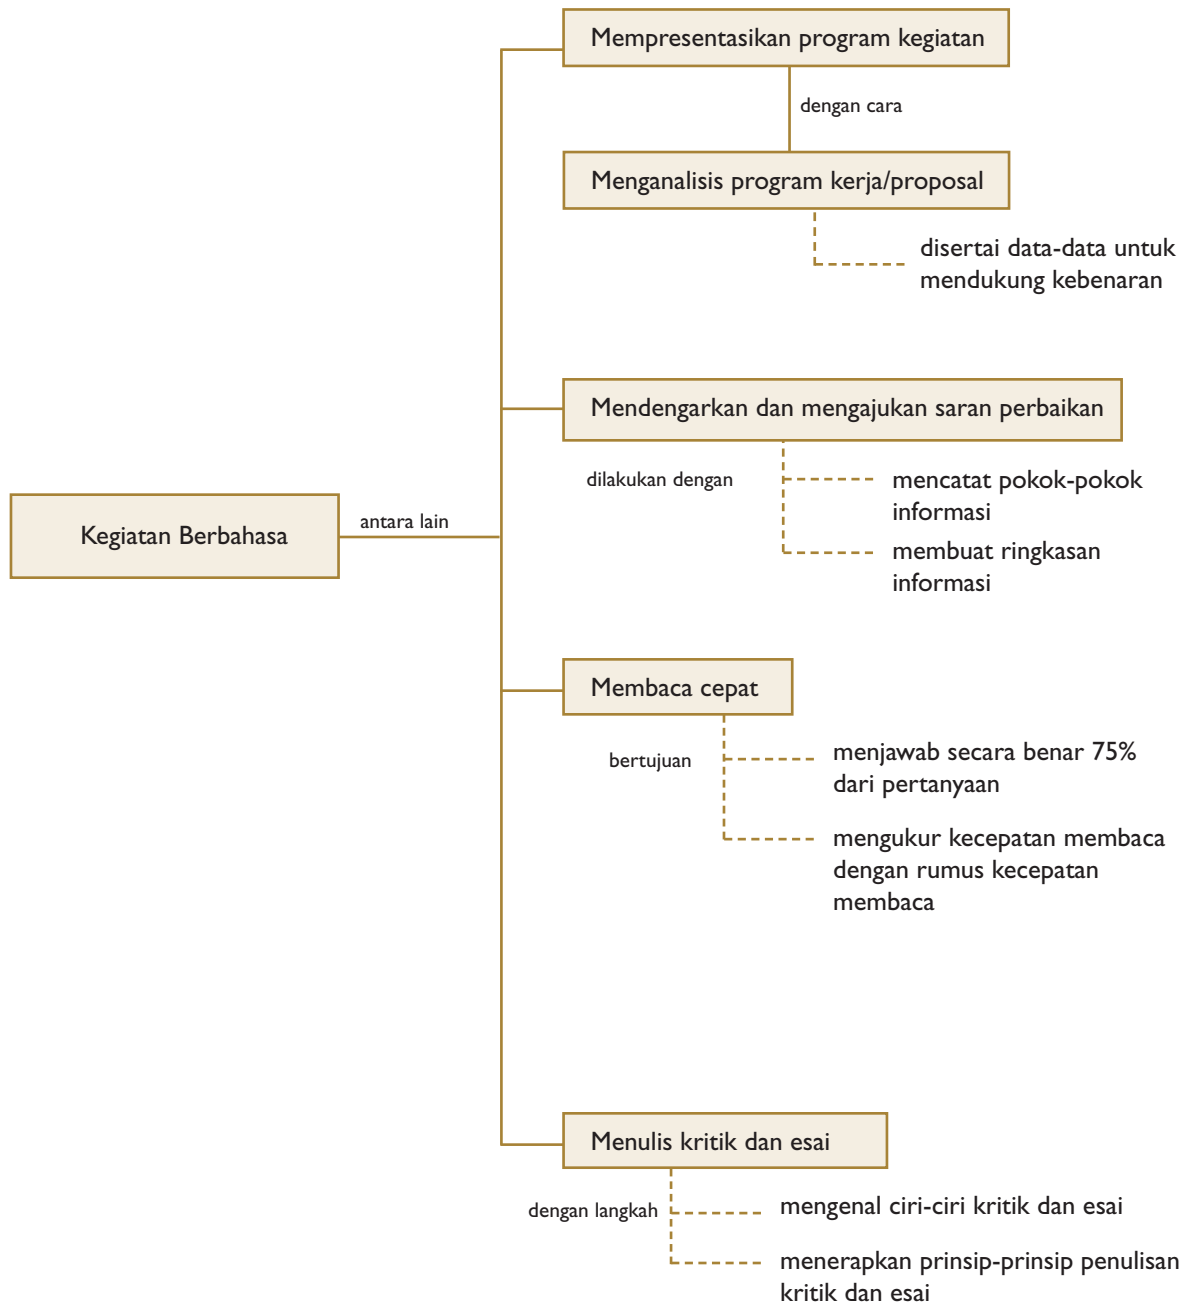 Mempresentasikan program kegiatan
dengan cara
Menganalisis program kerja/proposal
disertai data-data untuk
mendukung kebenaran
Mendengarkan dan mengajukan saran perbaikan
dilakukan dengan
mencatat pokok-pokok
informasi
membuat ringkasan
informasi
Kegiatan Berbahasa
antara lain
Membaca cepat
bertujuan
menjawab secara benar 75%
dari pertanyaan
mengukur kecepatan membaca
dengan rumus kecepatan
membaca
Menulis kritik dan esai
dengan langkah
mengenal ciri-ciri kritik dan esai
menerapkan prinsip-prinsip penulisan
kritik dan esai